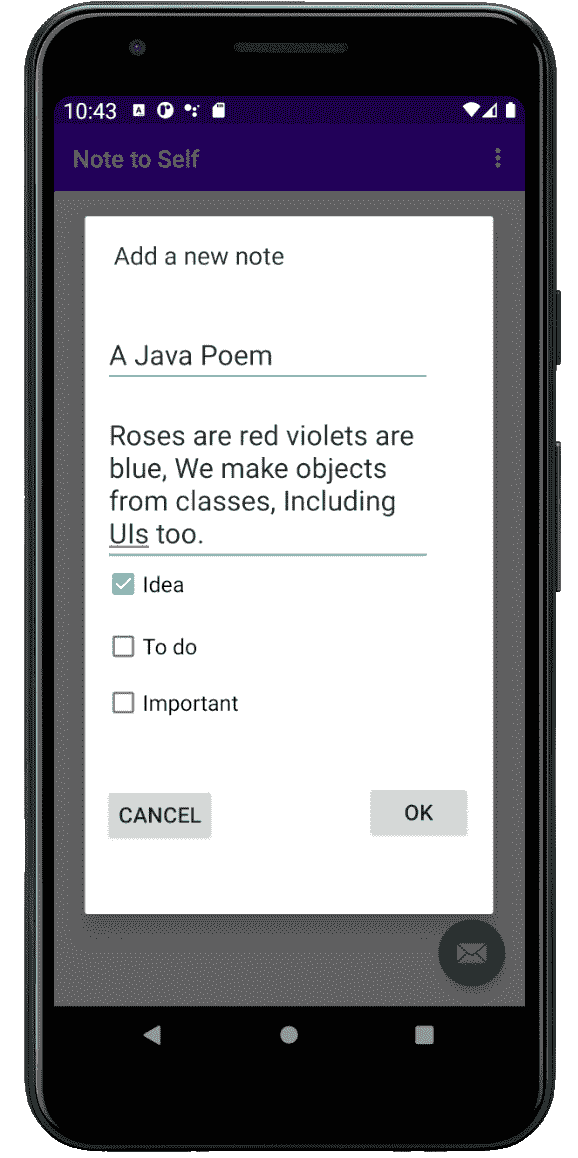 10:43
Note to Self
Add a new note
A Java Poem
Roses are red violets are
blue, We make objects
from classes, Including
UIs too.
Idea
To do
Important
CANCEL
OK